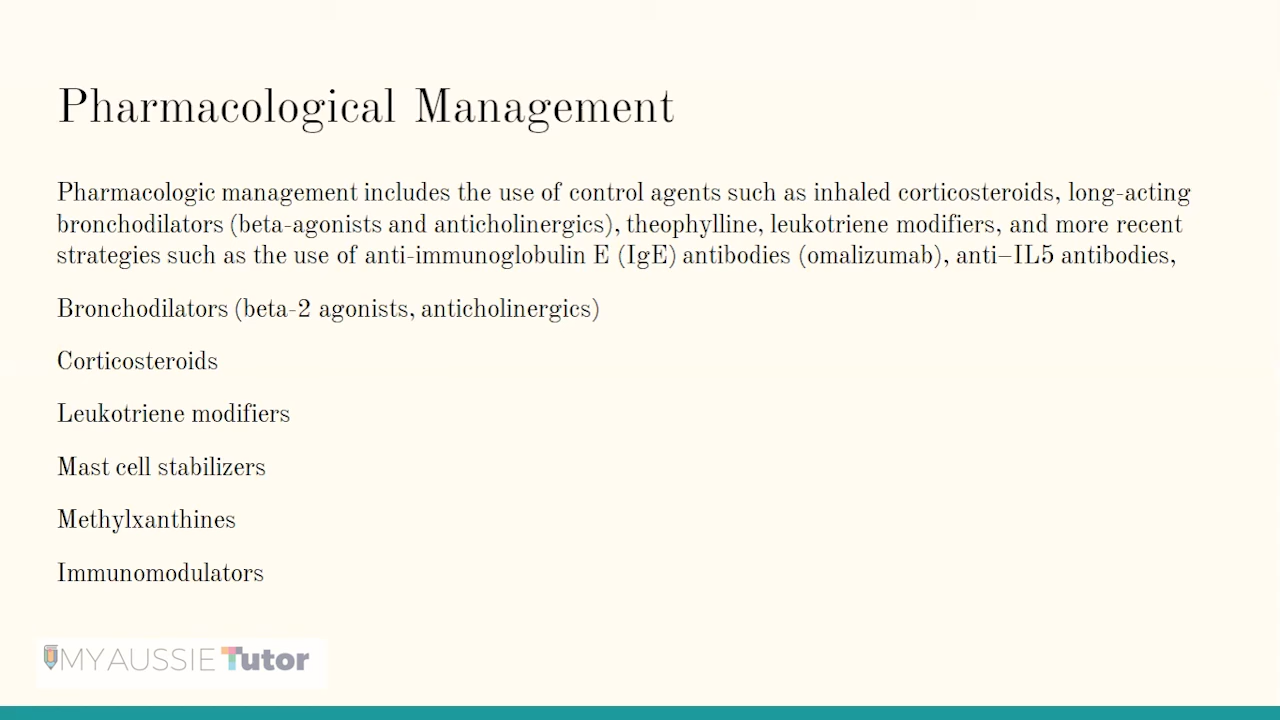 Pharmacological Management
Pharmacologic management includes the use of control agents such as inhaled corticosteroids, long-acting
bronchodilators (beta-agonists and anticholinergics), theophylline, leukotriene modifiers, and more recent
strategies such as the use of anti-immunoglobulin E (IgE) antibodies (omalizumab), anti–IL5 antibodies,
Bronchodilators (beta-2 agonists, anticholinergics)
Corticosteroids
Leukotriene modifiers
Mast cell stabilizers
Methylxanthines
Immunomodulators
MY AUSSIE Tutor